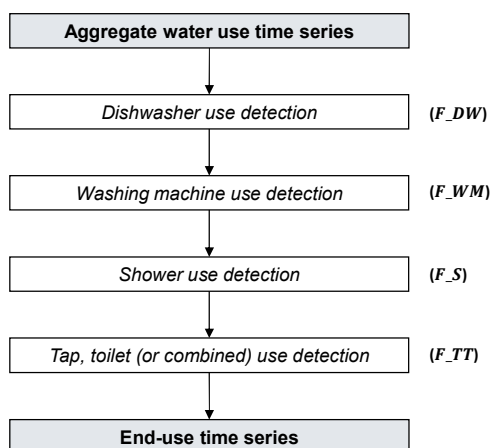 Aggregate water use time series
Dishwasher use detection (F_DW)
Washing machine use detection (F_WM)
Shower use detection (F_S)
Tap, toilet (or combined) use detection (F_TT)
End-use time series